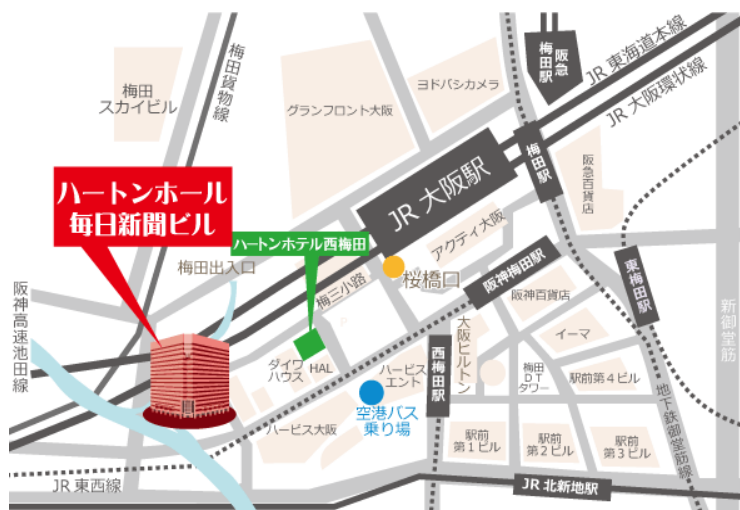 阪急
梅田駅
JR 東海道本線
JR 大阪環状線
梅田貨物線
梅田
スカイビル
ヨドバシカメラ
グランフロント大阪
梅田駅
阪急百貨店
JR 大阪駅
ハートンホール
毎日新聞ビル
ハートンホテル西梅田
アクティ大阪
梅田出入口
桜橋口
阪神梅田駅
東梅田駅
梅三小路
阪神高速池田線
阪神百貨店
新御堂筋
イーマ
大阪ヒルトン
西梅田駅
ダイワ
ハウス
HAL
ハービス
エント
梅田
DT
タワー
駅前第4ビル
空港バス
乗り場
地下鉄御堂筋線
ハービス大阪
駅前
第1ビル
駅前
第2ビル
駅前
第3ビル
JR 東西線
JR 北新地駅